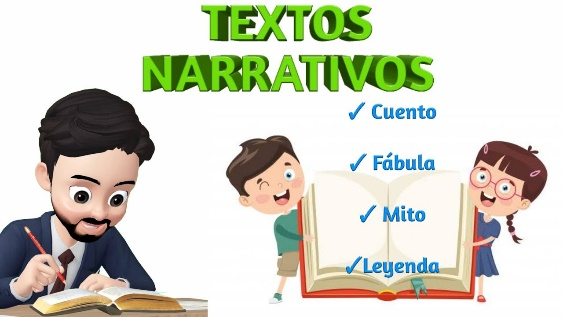 TEXTOS
NARRATIVOS
✓ Cuento
✓ Fábula
✓ Mito
✓ Leyenda